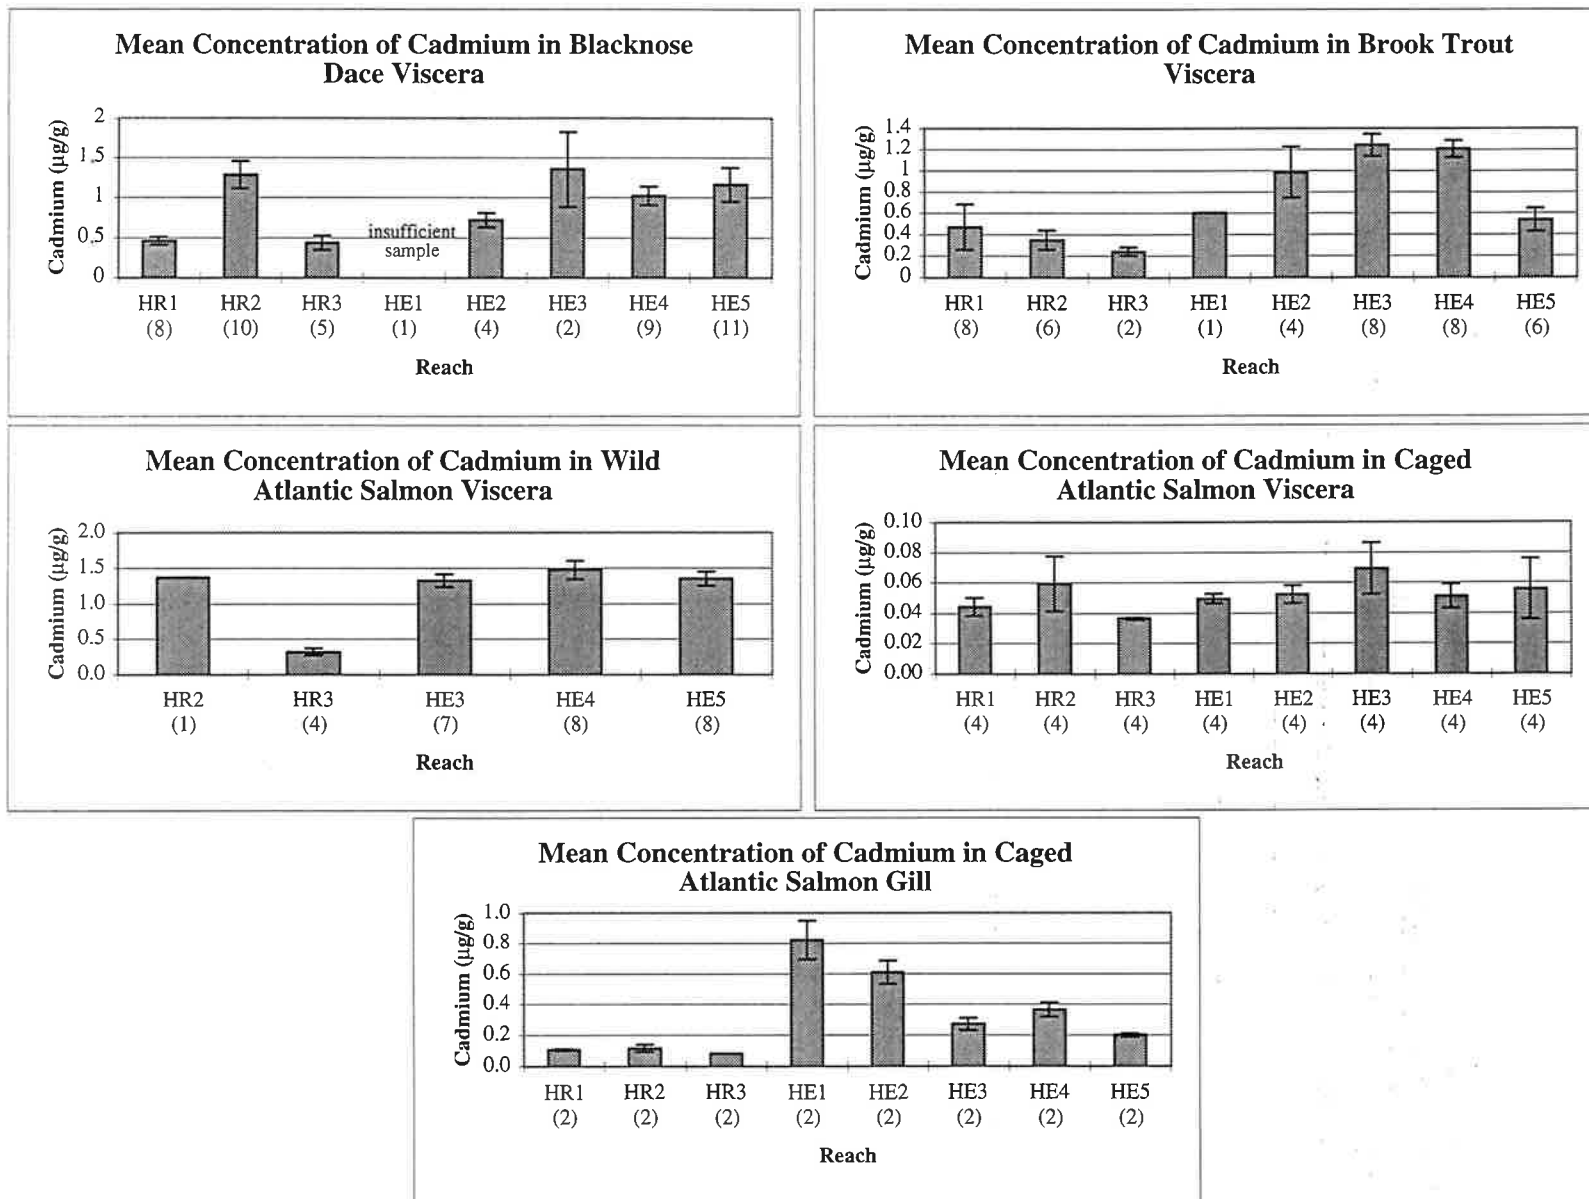 Mean Concentration of Cadmium in Blacknose
Dace Viscera
Cadmium (µg/g)
2
1.5
1
0.5
0
insufficient
sample
HR1 HR2 HR3 HE1 HE2 HE3 HE4 HE5
(8) (10) (5) (1) (4) (2) (9) (11)
Reach
Mean Concentration of Cadmium in Brook Trout
Viscera
Cadmium (µg/g)
1.4
1.2
1
0.8
0.6
0.4
0.2
0
HR1 HR2 HR3 HE1 HE2 HE3 HE4 HE5
(8) (6) (2) (1) (4) (8) (8) (6)
Reach
Mean Concentration of Cadmium in Wild
Atlantic Salmon Viscera
Cadmium (µg/g)
2.0
1.5
1.0
0.5
0.0
HR2 HR3 HE3 HE4 HE5
(1) (4) (7) (8) (8)
Reach
Mean Concentration of Cadmium in Caged
Atlantic Salmon Viscera
Cadmium (µg/g)
0.10
0.08
0.06
0.04
0.02
0.00
HR1 HR2 HR3 HE1 HE2 HE3 HE4 HE5
(4) (4) (4) (4) (4) (4) (4) (4)
Reach
Mean Concentration of Cadmium in Caged
Atlantic Salmon Gill
Cadmium (µg/g)
1.0
0.8
0.6
0.4
0.2
0.0
HR1 HR2 HR3 HE1 HE2 HE3 HE4 HE5
(2) (2) (2) (2) (2) (2) (2) (2)
Reach